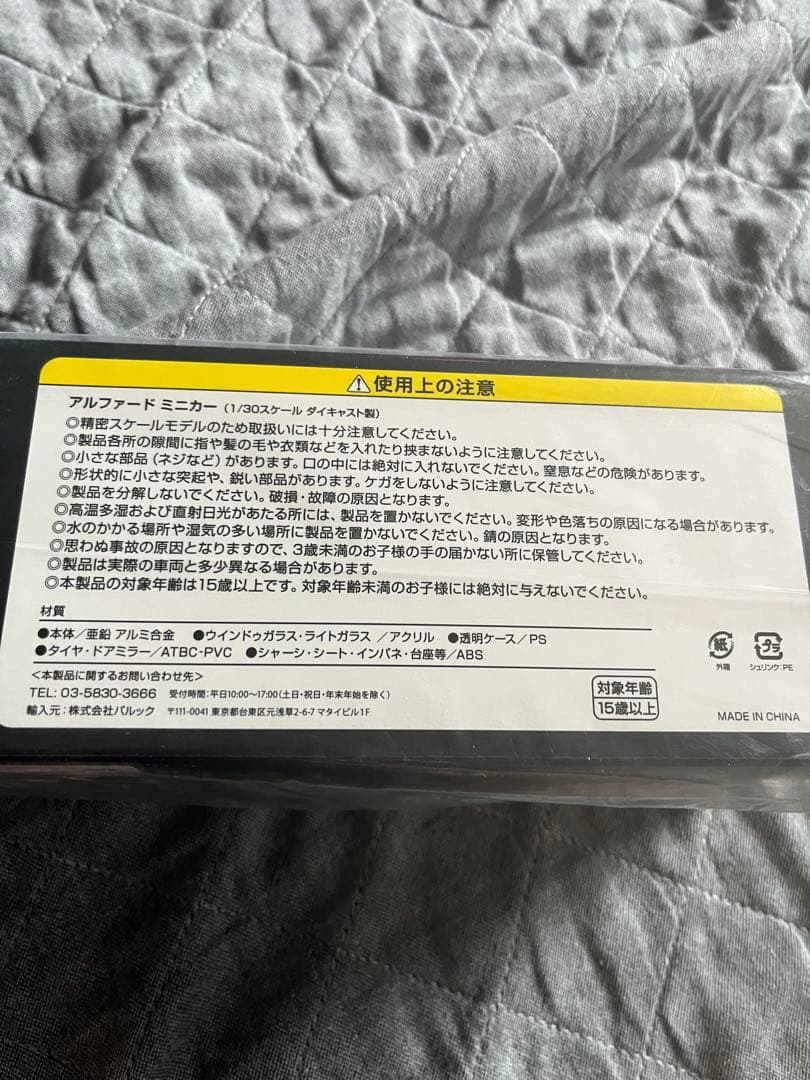 ⚠使用上の注意
アルファード ミニカー (1/30スケール ダイキャスト製)
◎精密スケールモデルのため取扱いには十分注意してください。
◎製品各所の隙間に指や髪の毛や衣類などを入れたり挟まないように注意してください。
◎小さな部品(ネジなど)があります。口の中には絶対に入れないでください。窒息などの危険があります。
◎形状的に小さな突起や、鋭い部品があります。ケガをしないように注意してください。
◎製品を分解しないでください。破損・故障の原因となります。
◎高温多湿および直射日光があたる所には、製品を置かないでください。変形や色落ちの原因になる場合があります。
◎水のかかる場所や湿気の多い場所に製品を置かないでください。錆の原因となります。
◎思わぬ事故の原因となりますので、3歳未満のお子様の手の届かない所に保管してください。
◎製品は実際の車両と多少異なる場合があります。
◎本製品の対象年齢は15歳以上です。対象年齢未満のお子様には絶対に与えないでください。
材質
●本体/亜鉛 アルミ合金 ●ウインドゥガラス・ライトガラス /アクリル ●透明ケース/PS
●タイヤ・ドアミラー/ATBC-PVC ●シャーシ・シート・インパネ・台座等/ABS
紙 外箱
プラ シュリンク:PE
<本製品に関するお問い合わせ先>
TEL: 03-5830-3666 受付時間:平日10:00〜17:00(土日・祝日・年末年始を除く)
輸入元:株式会社パルック 〒111-0041 東京都台東区元浅草2-6-7 マタイビル1F
対象年齢
15歳以上
MADE IN CHINA